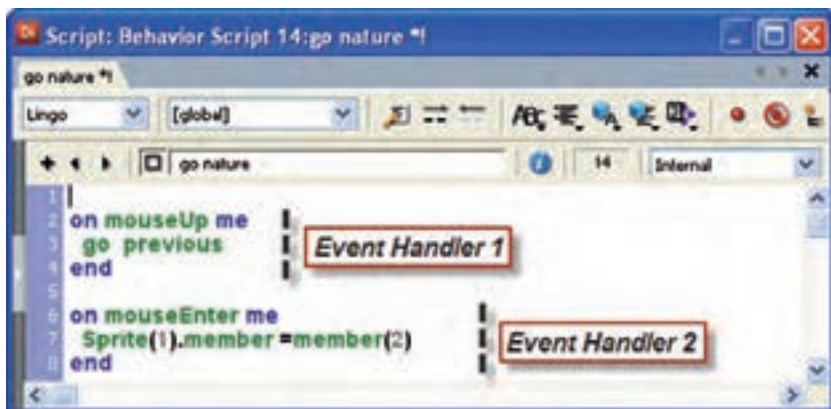 Script: Behavior Script 14:go nature *!
go nature *!
Lingo [global]
go nature 14 Internal
1
2 on mouseUp me
3 go previous
4 end
Event Handler 1
5
6 on mouseEnter me
7 Sprite(1).member =member(2)
8 end
Event Handler 2